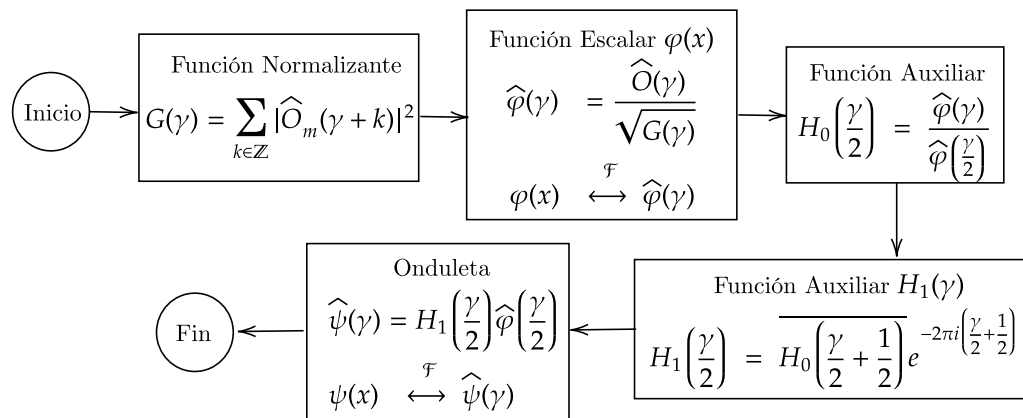 Inicio
Función Normalizante
G(γ) = ∑_{k∈ℤ} |Ô_m(γ + k)|²
Función Escalar φ(x)
φ̂(γ) = Ô(γ) / √G(γ)
φ(x) ⟷^ℱ φ̂(γ)
Función Auxiliar
H₀(γ/2) = φ̂(γ) / φ̂(γ/2)
Función Auxiliar H₁(γ)
H₁(γ/2) = \overline{H₀(γ/2 + 1/2)} e^{-2πi(γ/2 + 1/2)}
Onduleta
ψ̂(γ) = H₁(γ/2) φ̂(γ/2)
ψ(x) ⟷^ℱ ψ̂(γ)
Fin